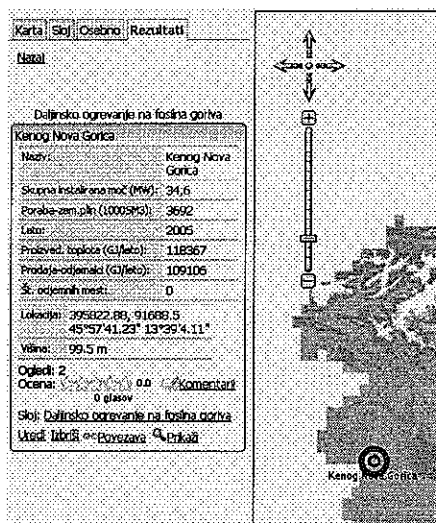 Karta Sloj Osebno Rezultati
Nazaj
Daljinsko ogrevanje na fosilna goriva
Kenog Nova Gorica
Naziv: Kenog Nova
Gorica
Skupna instalirana moč (MW): 34,6
Poraba-zem.plin (1000SM3): 3692
Leto: 2005
Proizved. toplota (GJ/leto): 118367
Prodaja-odjemalci (GJ/leto): 109106
Št. odjemnih mest: 0
Lokacija: 395822.88, 91688.5
45°57'41.23" 13°39'4.11"
Višina: 99.5 m
Ogledi: 2
Ocena: 0.0 Komentarji
0 glasov
Sloj: Daljinsko ogrevanje na fosilna goriva
Uredi Izbriši Povezava Prikaži
Kenog Nova Gorica